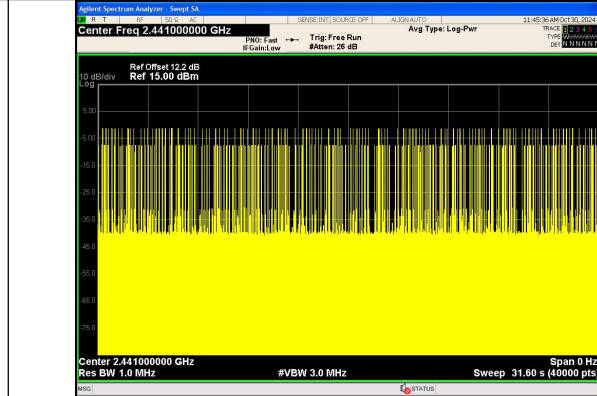 Agilent Spectrum Analyzer - Swept SA
R T RF 50 Ω AC SENSE:INT SOURCE OFF ALIGN AUTO 11:45:36 AM Oct 30, 2024
Center Freq 2.441000000 GHz Avg Type: Log-Pwr TRACE 1 2 3 4 5
PNO: Fast Trig: Free Run TYPE
IFGain:Low #Atten: 26 dB DET N N N N N
Ref Offset 12.2 dB
10 dB/div Ref 15.00 dBm
Log
5.00
-5.00
-15.0
-25.0
-35.0
-45.0
-55.0
-65.0
-75.0
Center 2.441000000 GHz Span 0 Hz
Res BW 1.0 MHz #VBW 3.0 MHz Sweep 31.60 s (40000 pts)
MSG STATUS